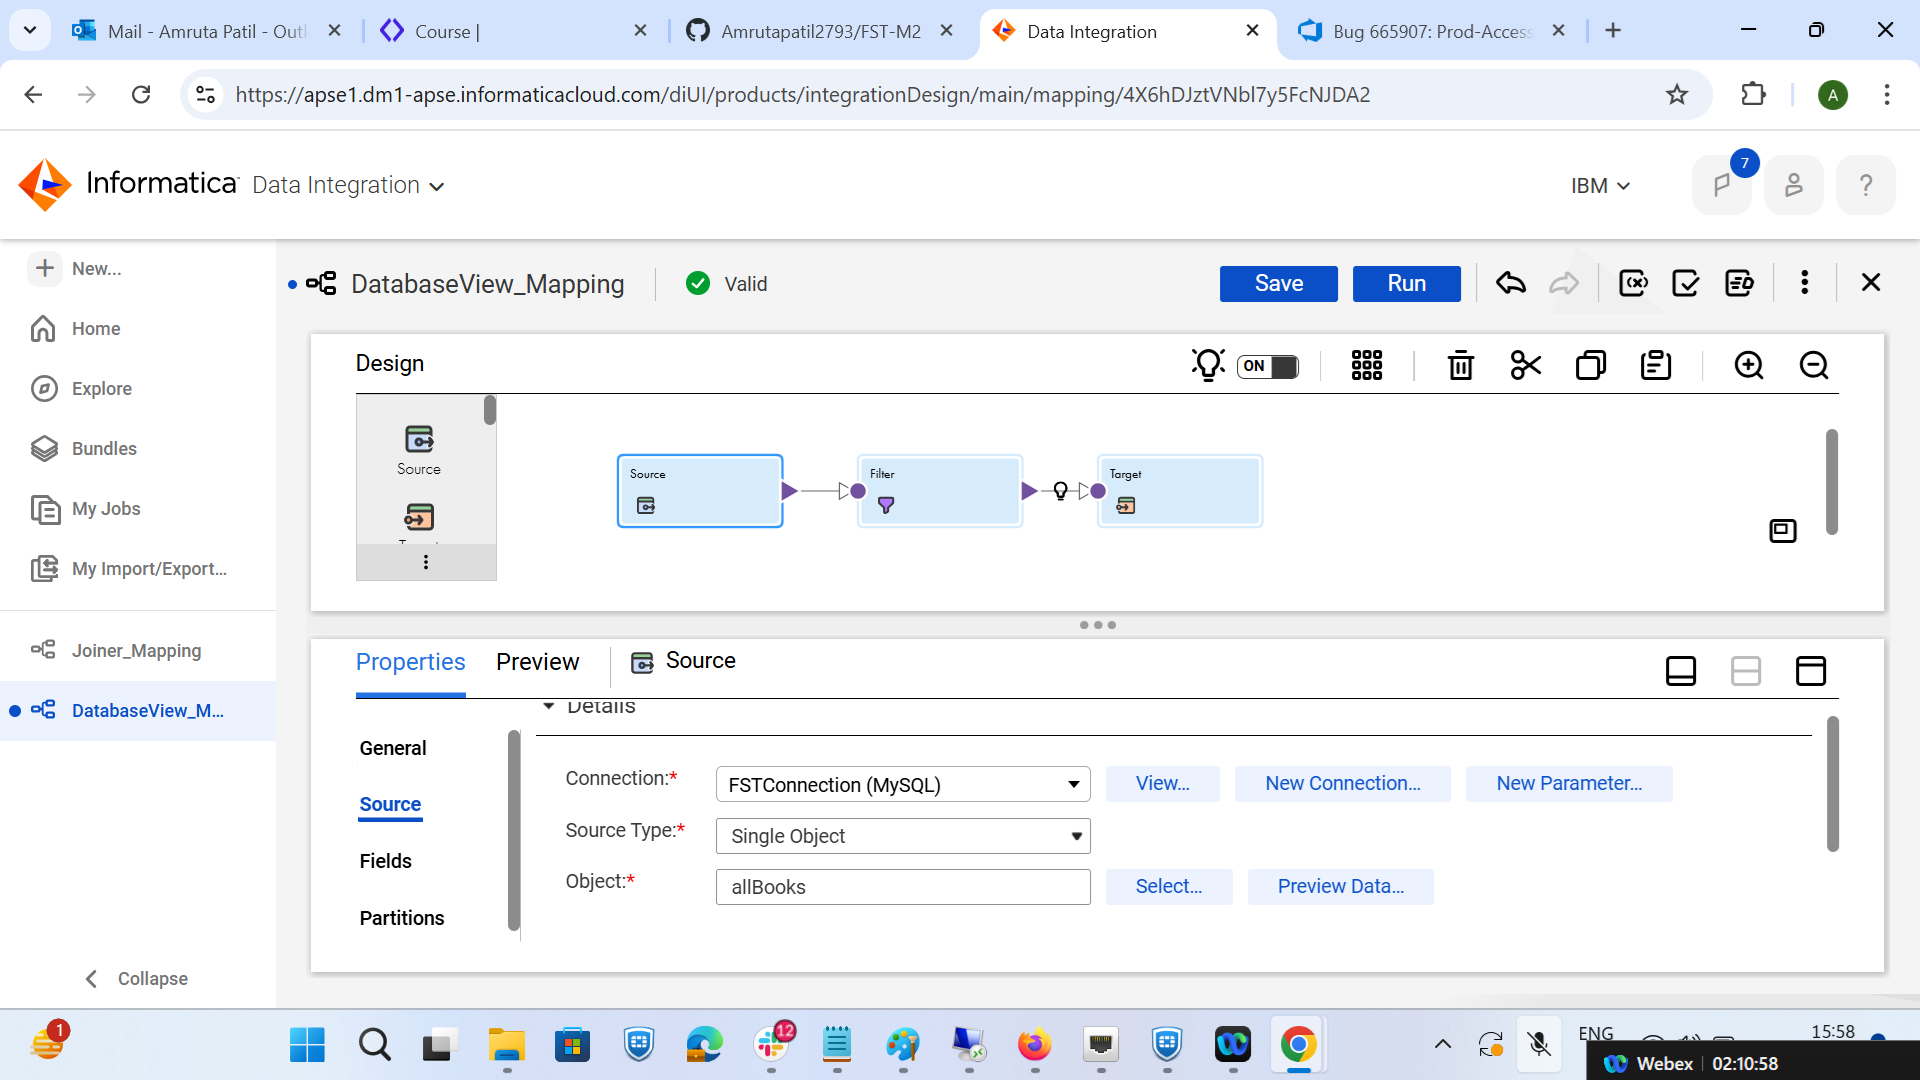 Mail - Amruta Patil - Outl
Course |
Amrutapatil2793/FST-M2
Data Integration
Bug 665907: Prod-Access
https://apse1.dm1-apse.informaticacloud.com/diUI/products/integrationDesign/main/mapping/4X6hDJztVNbl7y5FcNJDA2
A
Informatica Data Integration
IBM
7
?
New...
Home
Explore
Bundles
My Jobs
My Import/Export...
Joiner_Mapping
DatabaseView_M...
Collapse
DatabaseView_Mapping
Valid
Save
Run
Design
ON
Source
Source
Filter
Target
Properties
Preview
Source
General
Source
Fields
Partitions
Details
Connection:*
FSTConnection (MySQL)
View...
New Connection...
New Parameter...
Source Type:*
Single Object
Object:*
allBooks
Select...
Preview Data...
1
12
ENG
15:58
Webex
02:10:58